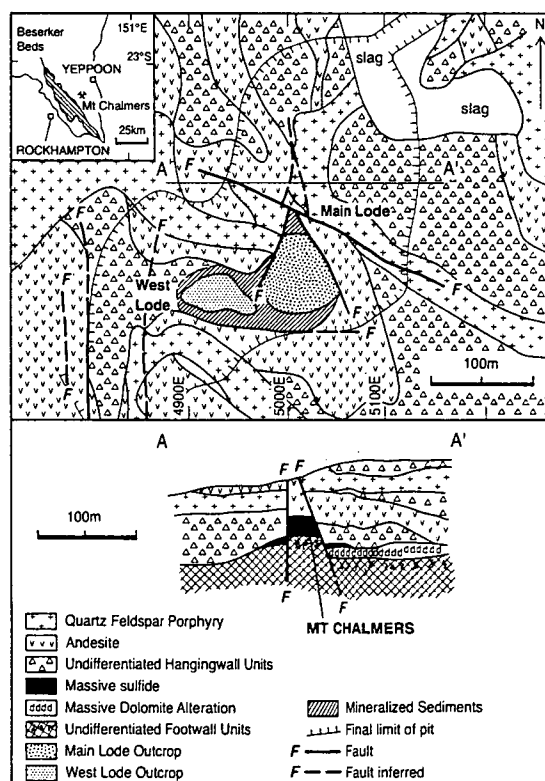 Beserker
Beds
151°E
23°S
YEPPOON
Mt Chalmers
25km
ROCKHAMPTON
N
slag
slag
A
A'
F
Main Lode
F
F
F
West
Lode
F
F
F
F
F
4900E
5000E
5100E
100m
A
A'
F F
100m
F
F
MT CHALMERS
Quartz Feldspar Porphyry
Andesite
Undifferentiated Hangingwall Units
Massive sulfide
Massive Dolomite Alteration
Undifferentiated Footwall Units
Main Lode Outcrop
West Lode Outcrop
Mineralized Sediments
Final limit of pit
F Fault
F Fault inferred